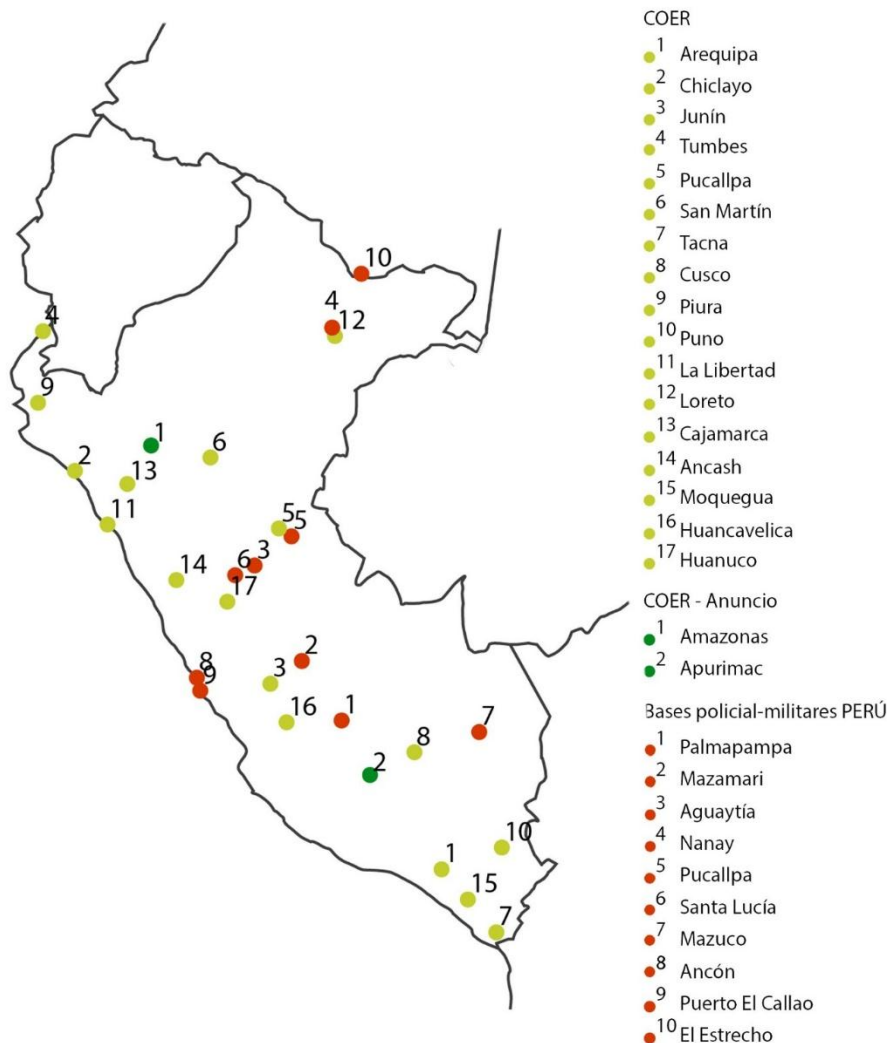 COER
1 Arequipa
2 Chiclayo
3 Junín
4 Tumbes
5 Pucallpa
6 San Martín
7 Tacna
8 Cusco
9 Piura
10 Puno
11 La Libertad
12 Loreto
13 Cajamarca
14 Ancash
15 Moquegua
16 Huancavelica
17 Huanuco
COER - Anuncio
1 Amazonas
2 Apurimac
Bases policial-militares PERÚ
1 Palmapampa
2 Mazamari
3 Aguaytía
4 Nanay
5 Pucallpa
6 Santa Lucía
7 Mazuco
8 Ancón
9 Puerto El Callao
10 El Estrecho
10
4
4
12
9
1
6
2
13
11
5
5
3
6
14
17
2
8
3
9
16
1
7
8
2
10
1
15
7